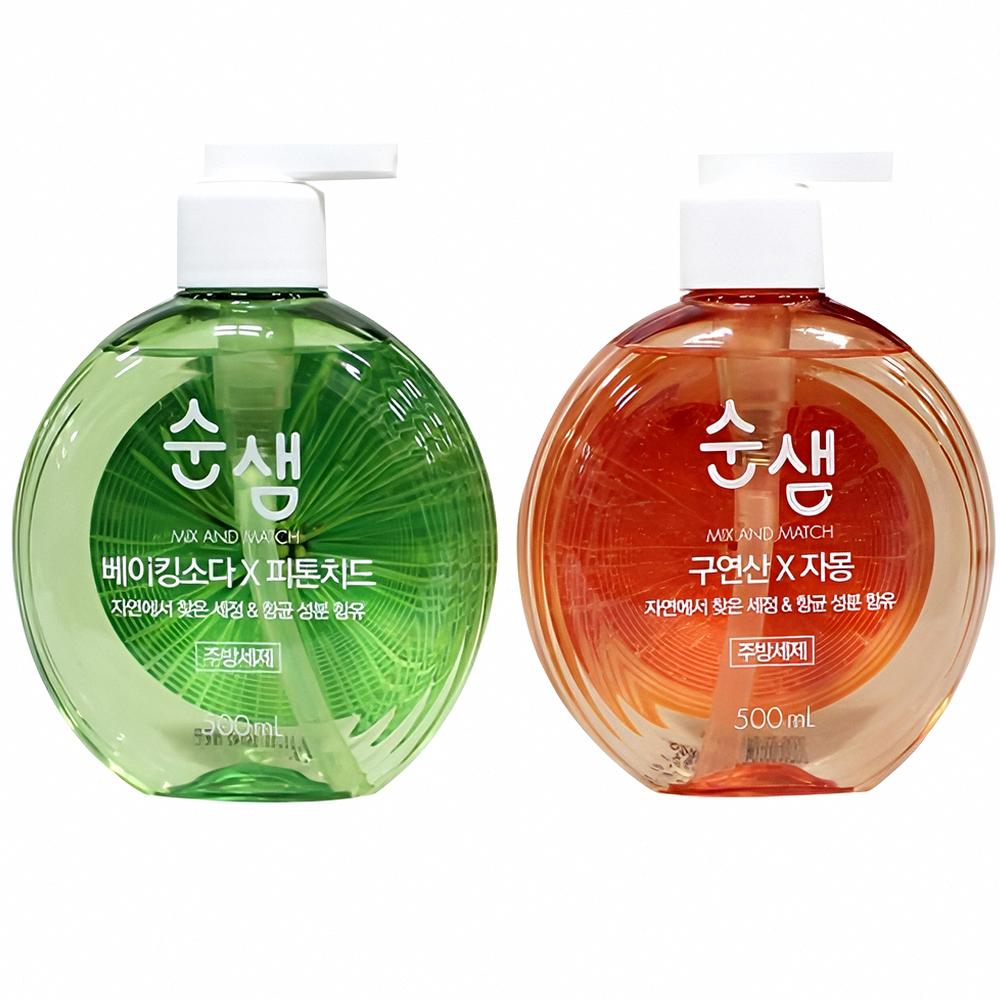 순샘
MIX AND MATCH
베이킹소다 X 피톤치드
자연에서 찾은 세정 & 항균 성분 함유
주방세제
500mL
순샘
MIX AND MATCH
구연산 X 자몽
자연에서 찾은 세정 & 항균 성분 함유
주방세제
500mL